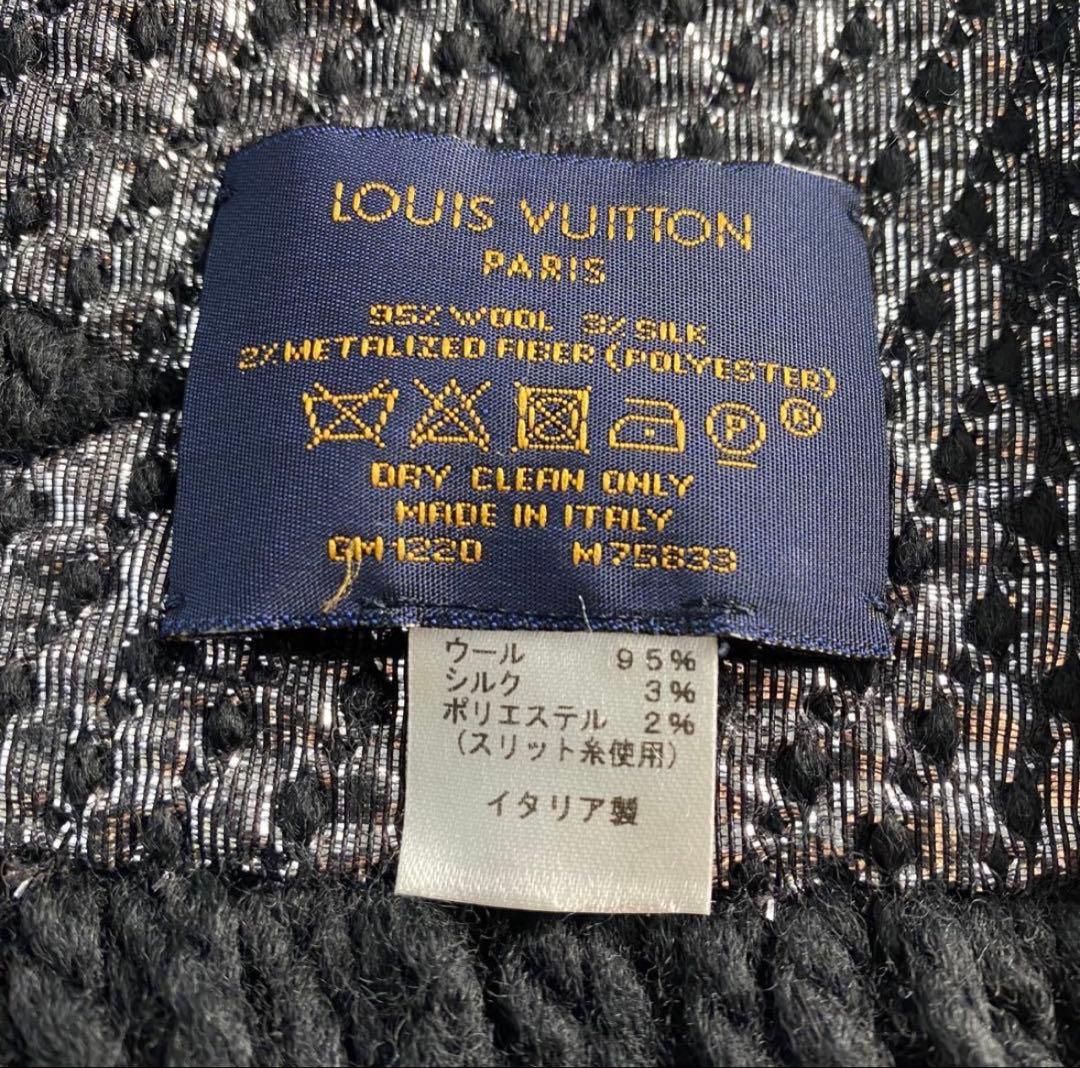 LOUIS VUITTON
PARIS
95% WOOL 3% SILK
2% METALIZED FIBER (POLYESTER)
P ®
DRY CLEAN ONLY
MADE IN ITALY
GM1220 M75833
ウール 95%
シルク 3%
ポリエステル 2%
(スリット糸使用)
イタリア製